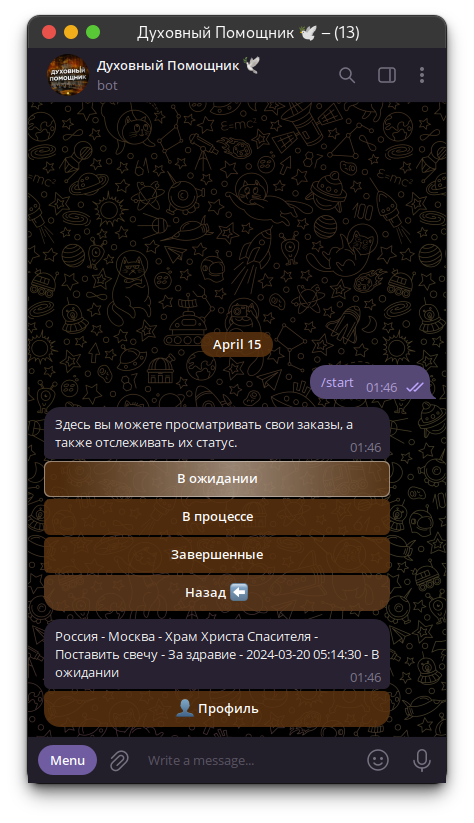 Духовный Помощник 🕊 – (13)
ДУХОВНЫЙ
ПОМОЩНИК
Духовный Помощник 🕊
bot
April 15
/start 01:46
Здесь вы можете просматривать свои заказы, а
также отслеживать их статус.
01:46
В ожидании
В процессе
Завершенные
Назад ⬅
Россия - Москва - Храм Христа Спасителя -
Поставить свечу - За здравие - 2024-03-20 05:14:30 - В
ожидании
01:46
👤 Профиль
Menu
Write a message...